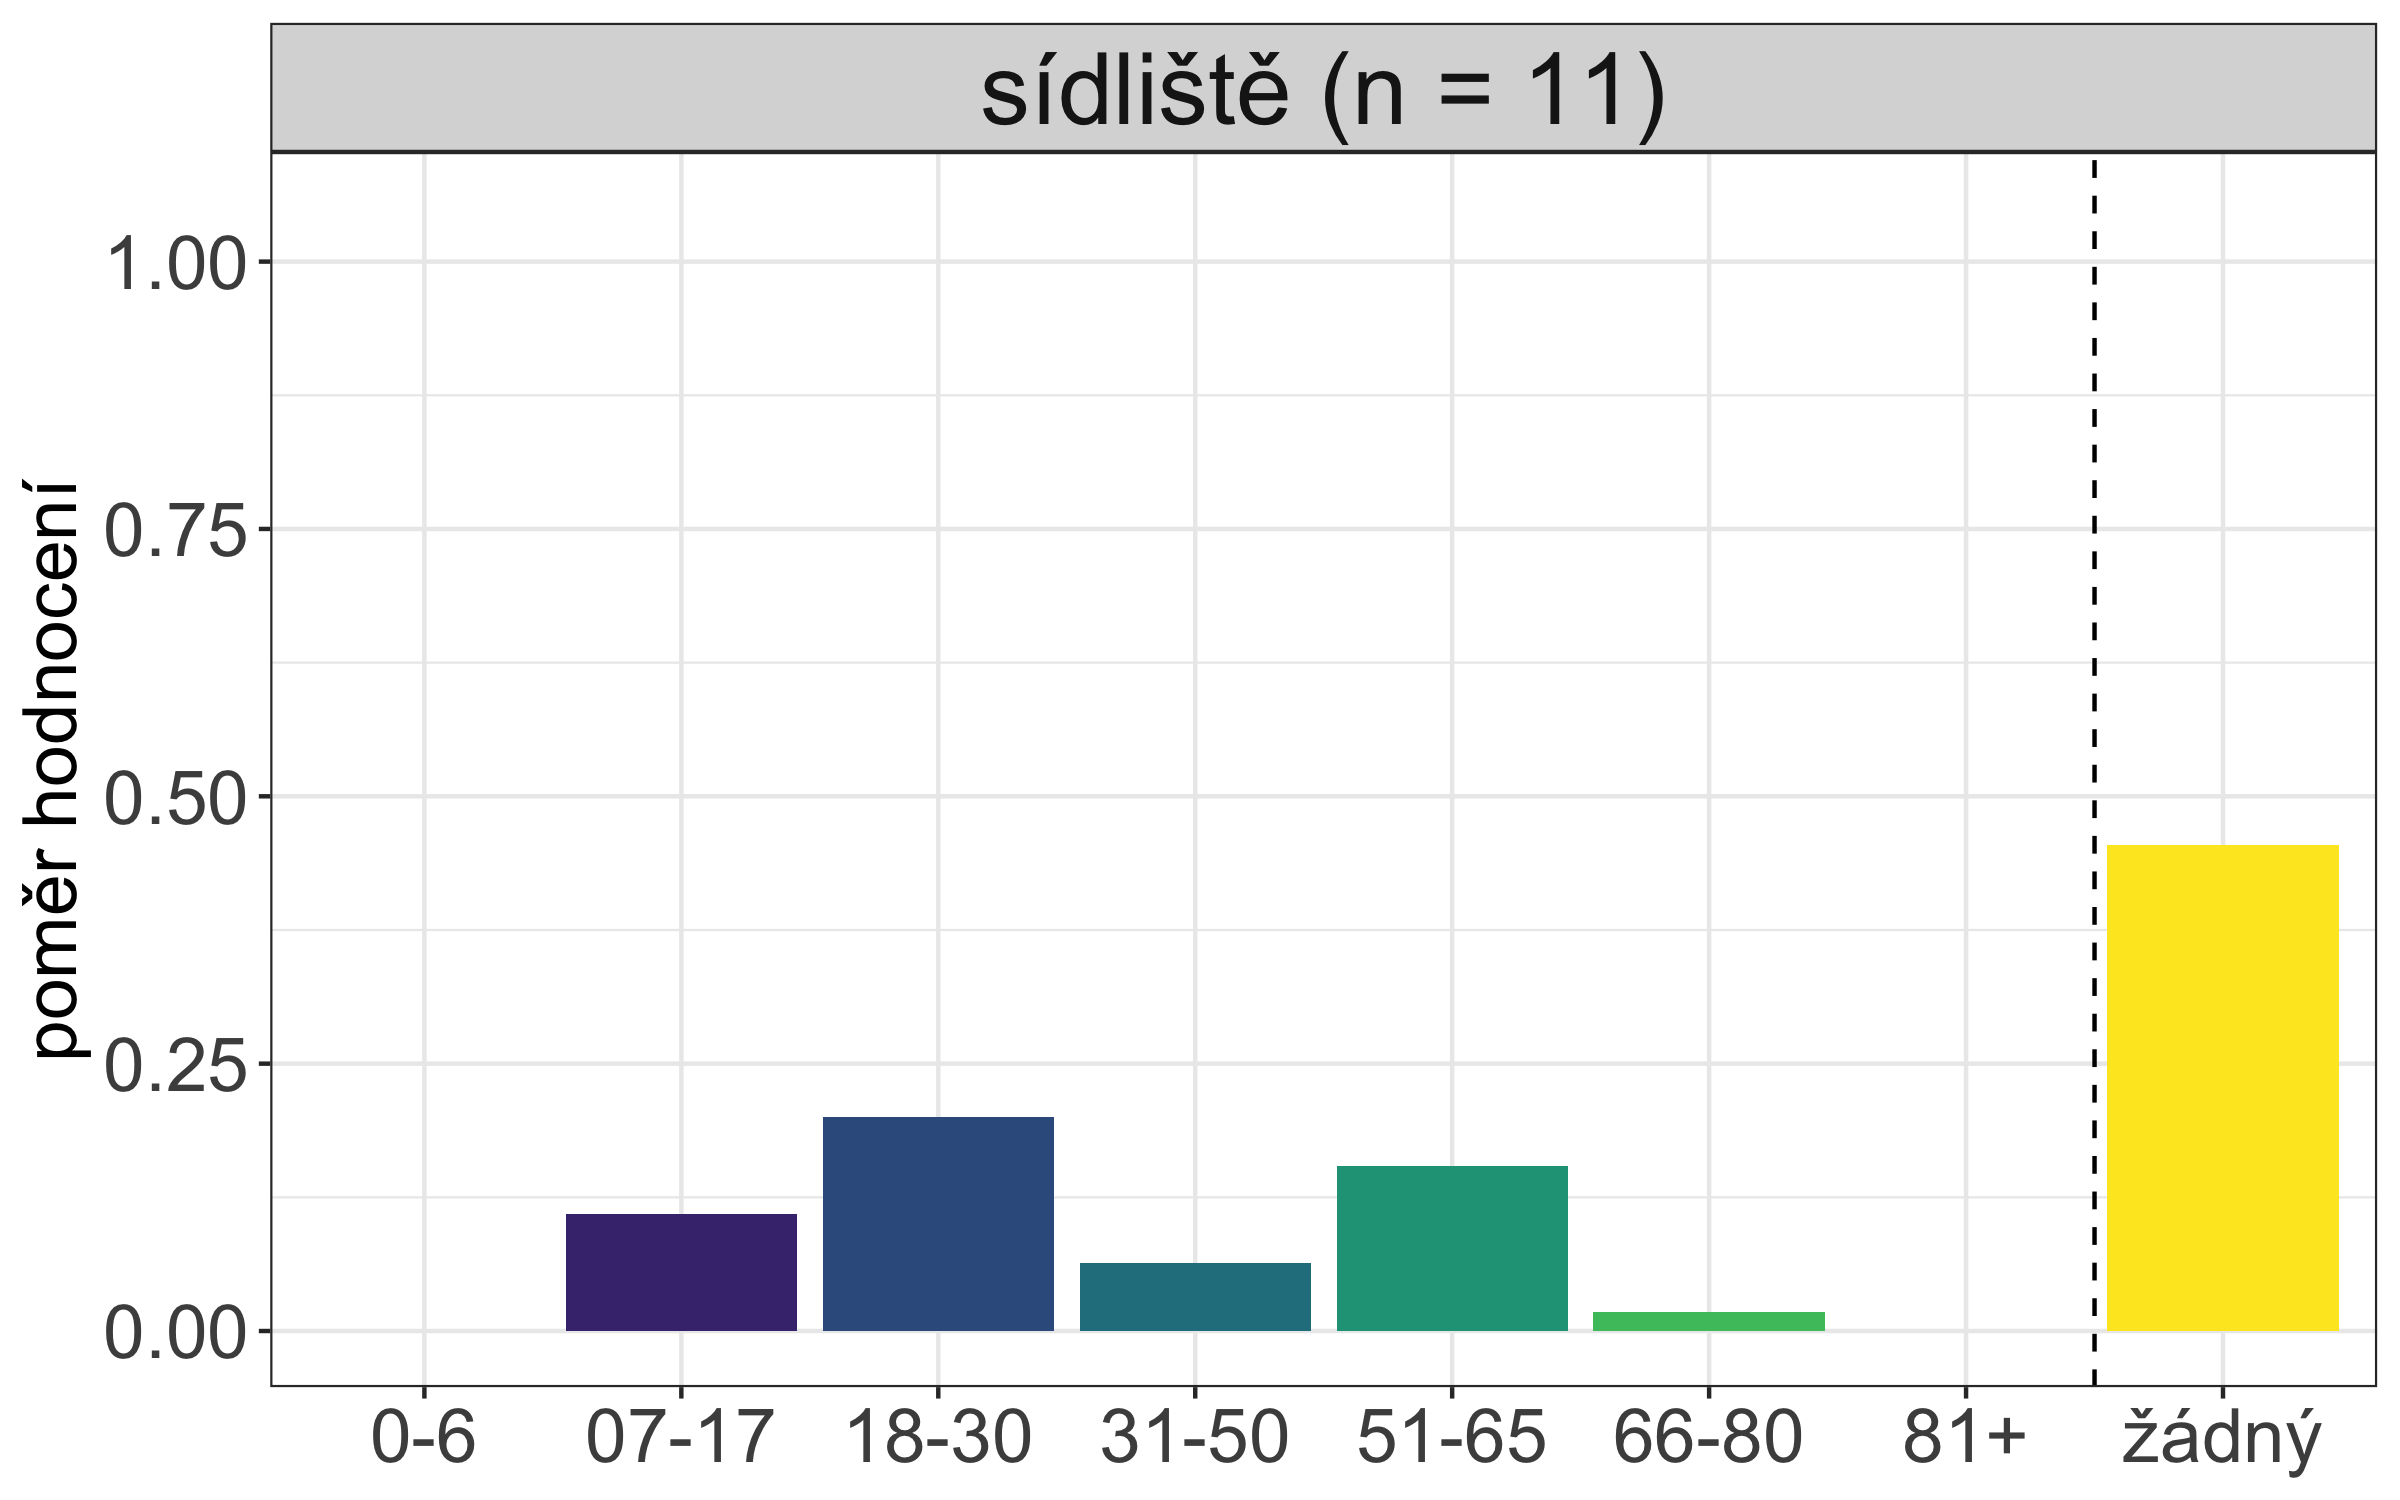 sídliště (n = 11)
poměr hodnocení
1.00
0.75
0.50
0.25
0.00
0-6 07-17 18-30 31-50 51-65 66-80 81+ žádný